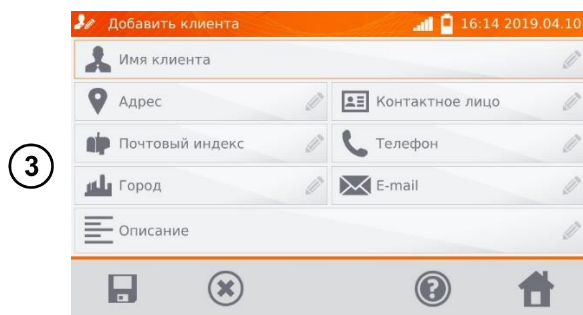 Добавить клиента 16:14 2019.04.10
Имя клиента
Адрес Контактное лицо
3 Почтовый индекс Телефон
Город E-mail
Описание